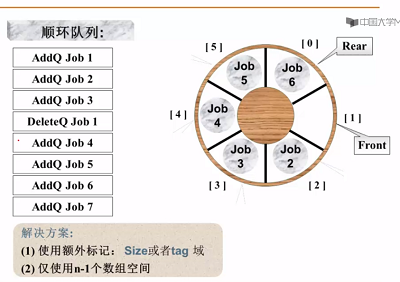 中国大学M
顺环队列:
AddQ Job 1
AddQ Job 2
AddQ Job 3
DeleteQ Job 1
AddQ Job 4
AddQ Job 5
AddQ Job 6
AddQ Job 7
[ 5 ]
[ 0 ]
Rear
Job 5
Job 6
[ 4 ]
Job 4
[ 1 ]
Front
Job 3
Job 2
[ 3 ]
[ 2 ]
解决方案:
(1) 使用额外标记： Size或者tag 域
(2) 仅使用n-1个数组空间